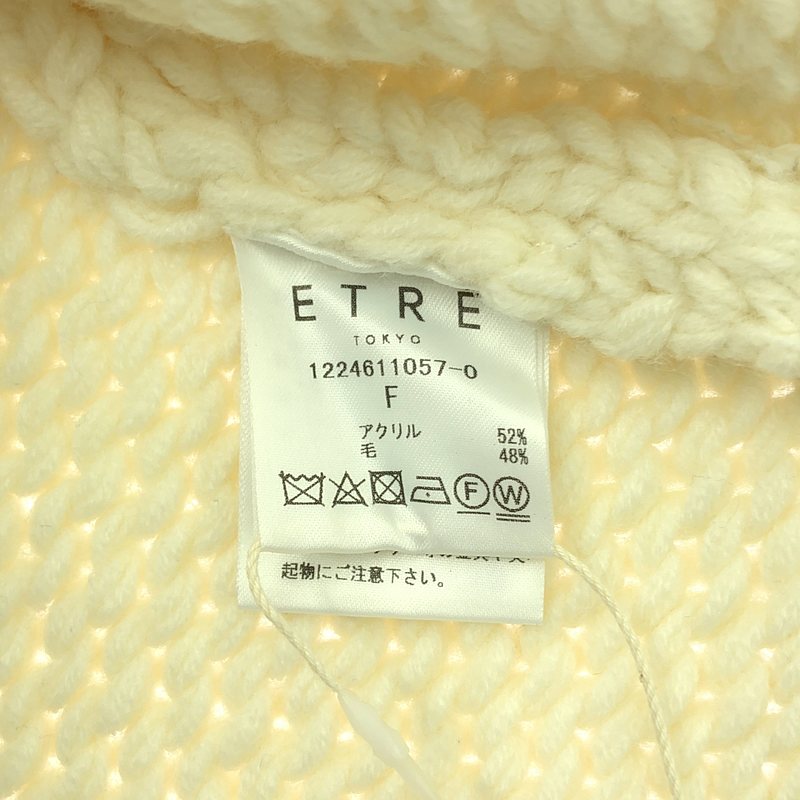 ETRE
TOKYO
1224611057-0
F
アクリル 52%
毛 48%
F W
起物にご注意下さい。